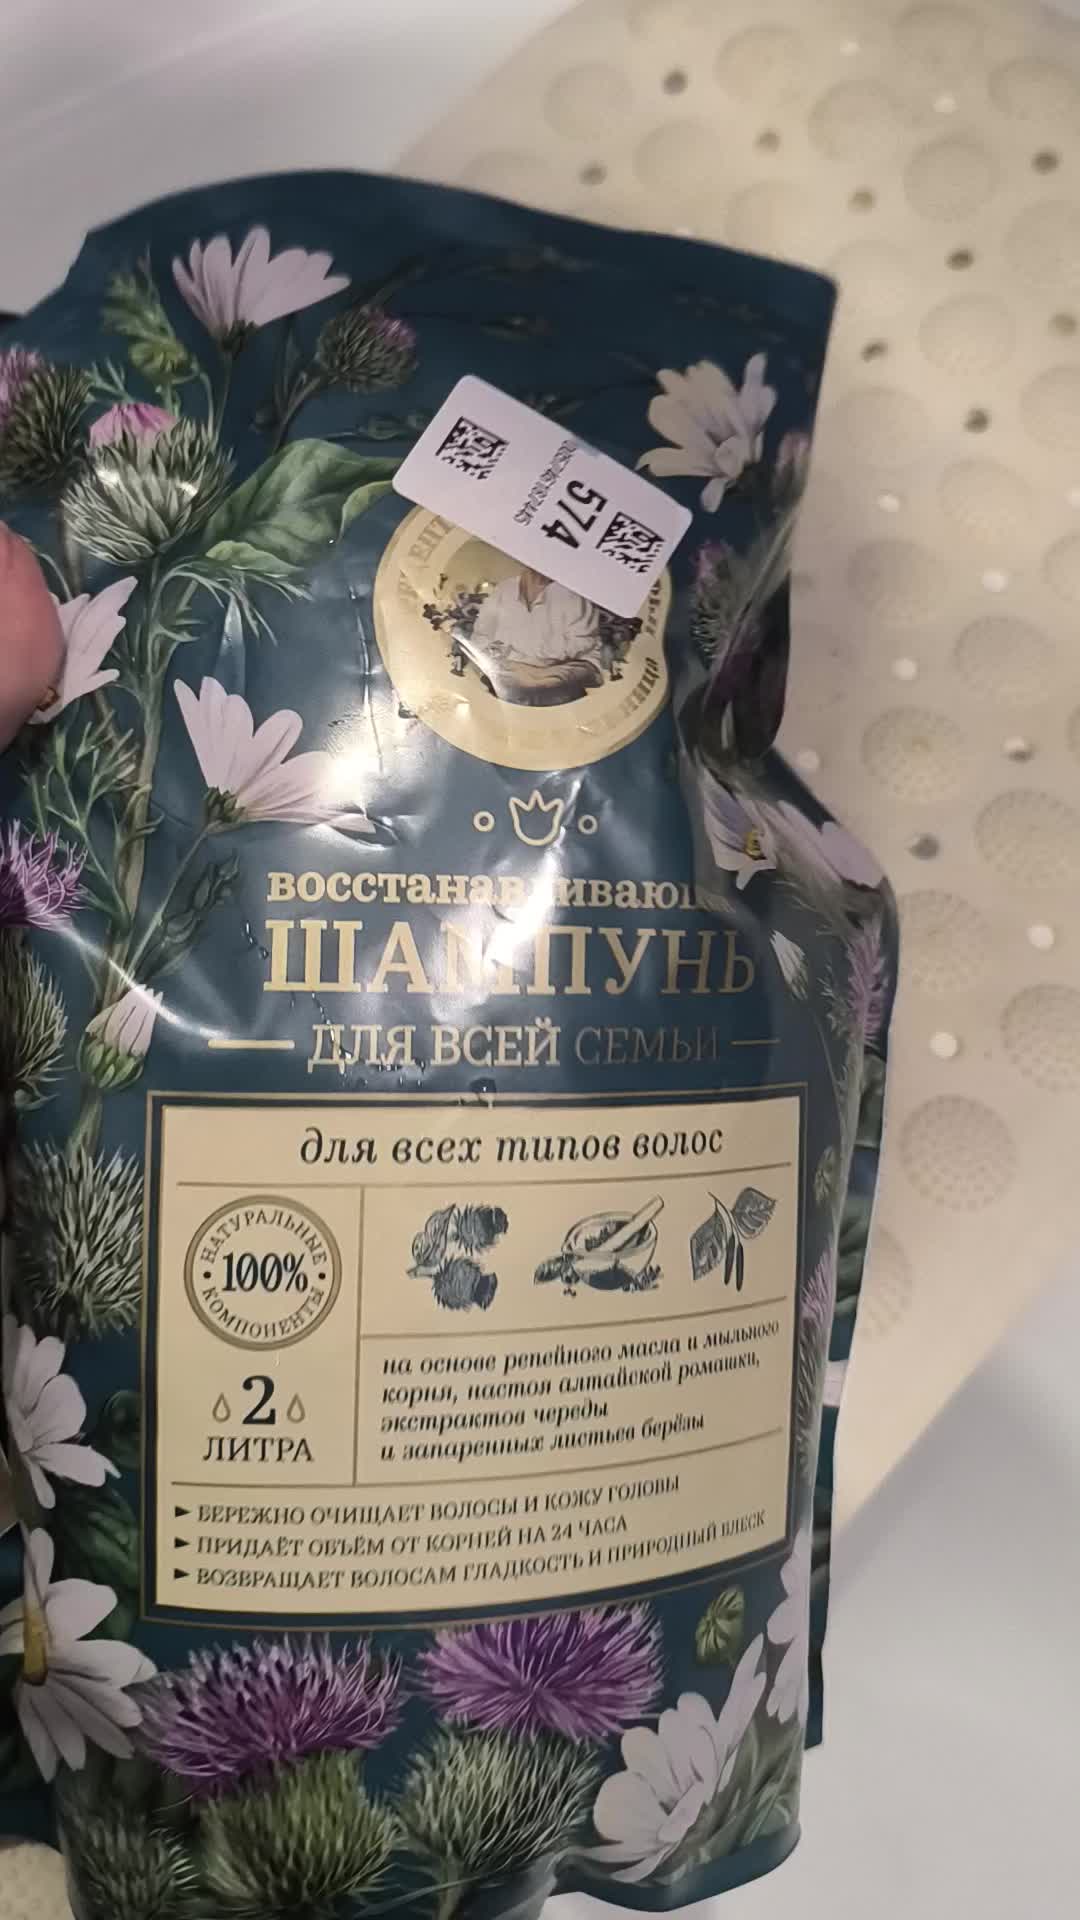 574
ШАМПУНЬ
ДЛЯ ВСЕЙ СЕМЬИ
для всех типов волос
НАТУРАЛЬНЫЕ
100%
КОМПОНЕНТЫ
2
ЛИТРА
на основе репейного масла и мыльного
корня, настоя алтайской ромашки,
экстрактов череды
и запаренных листьев берёзы
► БЕРЕЖНО ОЧИЩАЕТ ВОЛОСЫ И КОЖУ ГОЛОВЫ
► ПРИДАЁТ ОБЪЁМ ОТ КОРНЕЙ НА 24 ЧАСА
► ВОЗВРАЩАЕТ ВОЛОСАМ ГЛАДКОСТЬ И ПРИРОДНЫЙ БЛЕСК